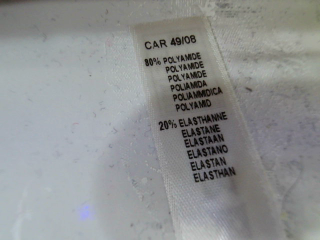 CAR 49/08
80% POLYAMIDE
POLYAMIDE
POLYAMIDE
POLIAMIDA
POLIAMMIDICA
POLYAMID
20% ELASTHANNE
ELASTANE
ELASTAAN
ELASTANO
ELASTAN
ELASTHAN